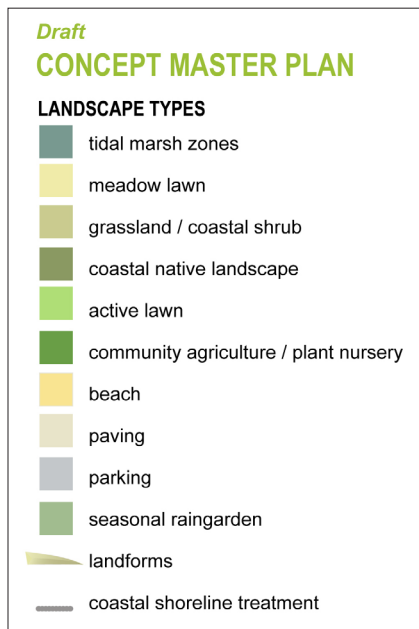 Draft
CONCEPT MASTER PLAN
LANDSCAPE TYPES
tidal marsh zones
meadow lawn
grassland / coastal shrub
coastal native landscape
active lawn
community agriculture / plant nursery
beach
paving
parking
seasonal raingarden
landforms
coastal shoreline treatment